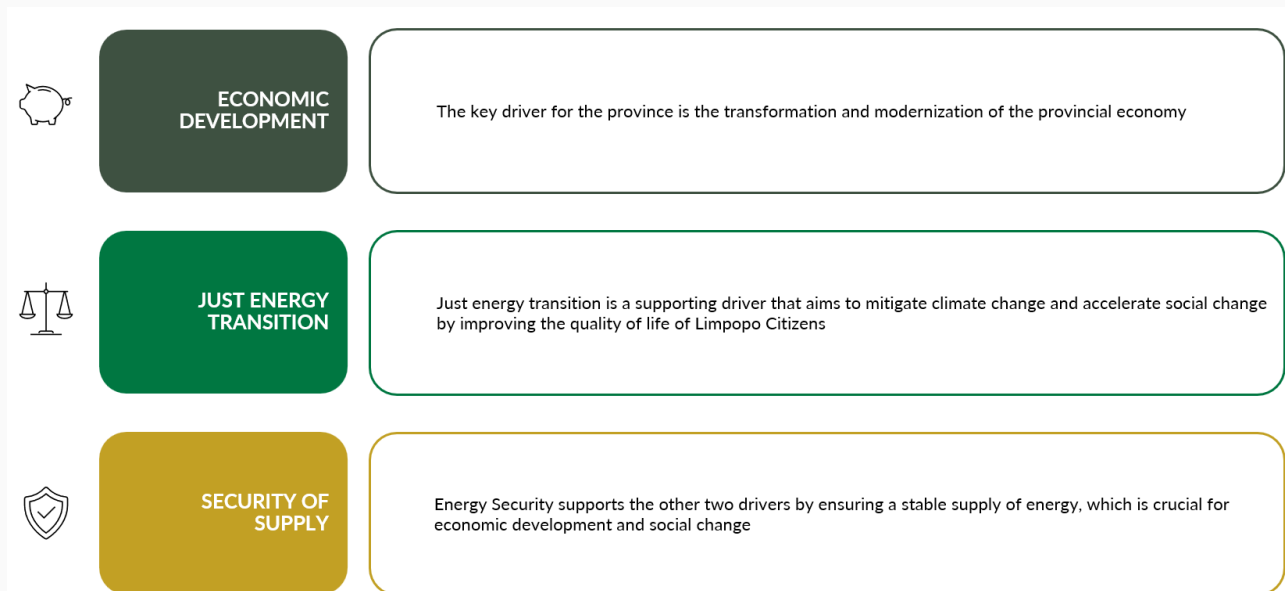 ECONOMIC
DEVELOPMENT
The key driver for the province is the transformation and modernization of the provincial economy
JUST ENERGY
TRANSITION
Just energy transition is a supporting driver that aims to mitigate climate change and accelerate social change
by improving the quality of life of Limpopo Citizens
SECURITY OF
SUPPLY
Energy Security supports the other two drivers by ensuring a stable supply of energy, which is crucial for
economic development and social change